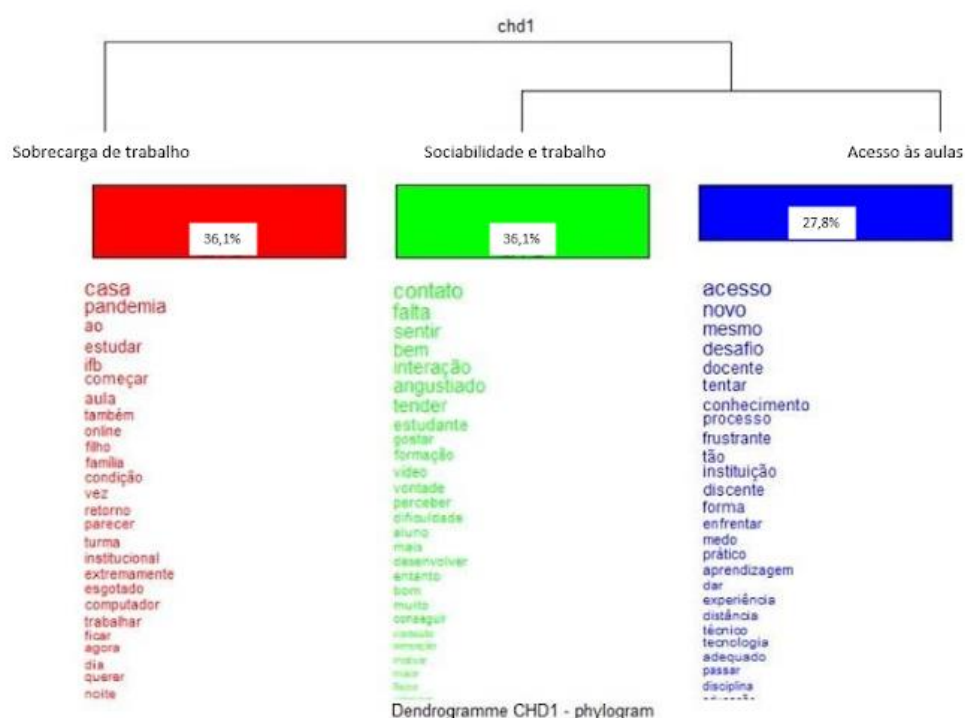 chd1
Sobrecarga de trabalho
Sociabilidade e trabalho
Acesso às aulas
36,1%
36,1%
27,8%
casa
pandemia
ao
estudar
ifb
começar
aula
também
online
filho
família
condição
vez
retorno
parecer
turma
institucional
extremamente
esgotado
computador
trabalhar
ficar
agora
dia
querer
noite
contato
falta
sentir
bem
interação
angustiado
tender
estudante
gostar
formação
vídeo
vontade
perceber
dificuldade
aluno
mais
desenvolver
entanto
bom
muito
conseguir
acesso
novo
mesmo
desafio
docente
tentar
conhecimento
processo
frustrante
tão
instituição
discente
forma
enfrentar
medo
prático
aprendizagem
dar
experiência
distância
técnico
tecnologia
adequado
passar
disciplina
Dendrogramme CHD1 - phylogram